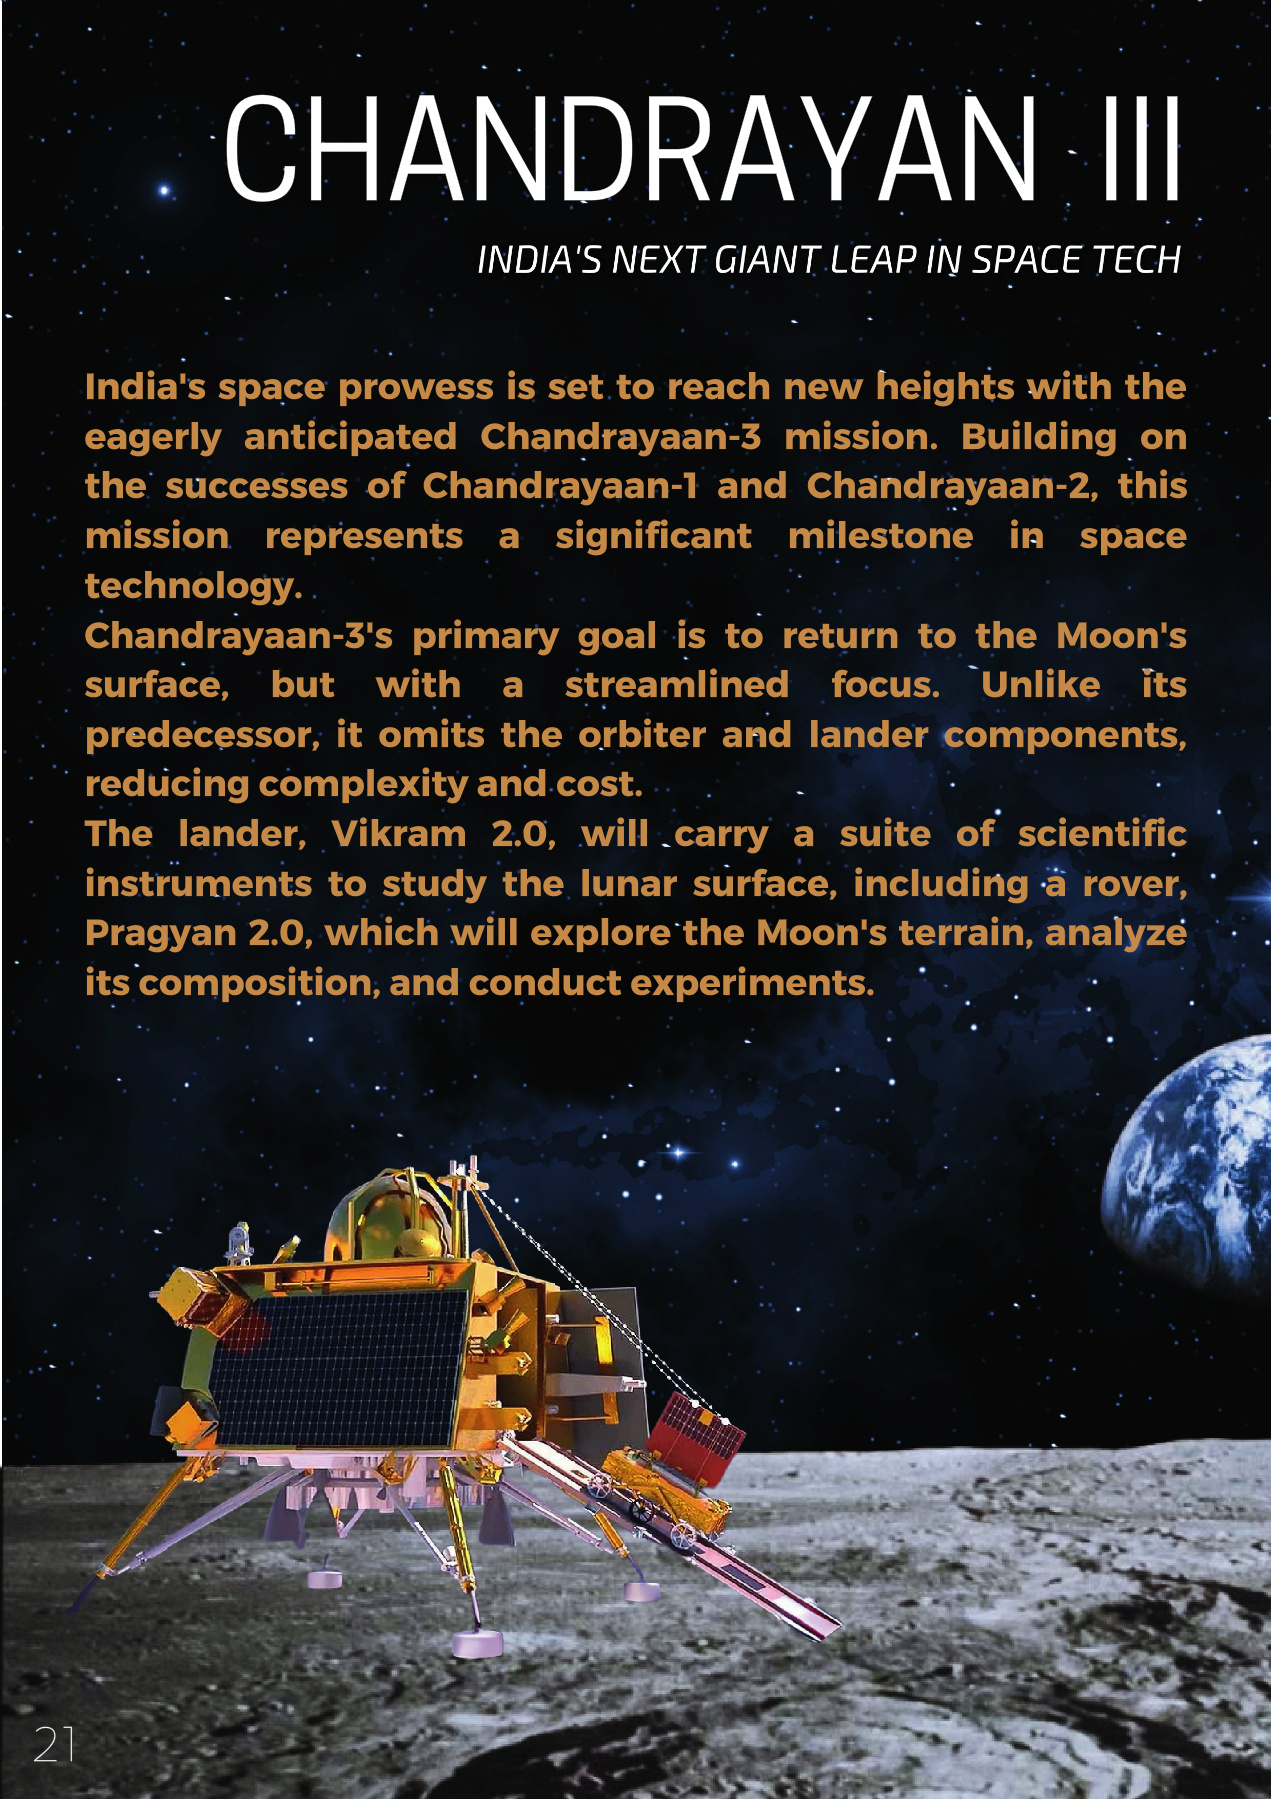 CHANDRAYAN III
INDIA'S NEXT GIANT LEAP IN SPACE TECH
India's space prowess is set to reach new heights with the
eagerly anticipated Chandrayaan-3 mission. Building on
the successes of Chandrayaan-1 and Chandrayaan-2, this
mission represents a significant milestone in space
technology.
Chandrayaan-3's primary goal is to return to the Moon's
surface, but with a streamlined focus. Unlike its
predecessor, it omits the orbiter and lander components,
reducing complexity and cost.
The lander, Vikram 2.0, will carry a suite of scientific
instruments to study the lunar surface, including a rover,
Pragyan 2.0, which will explore the Moon's terrain, analyze
its composition, and conduct experiments.
21